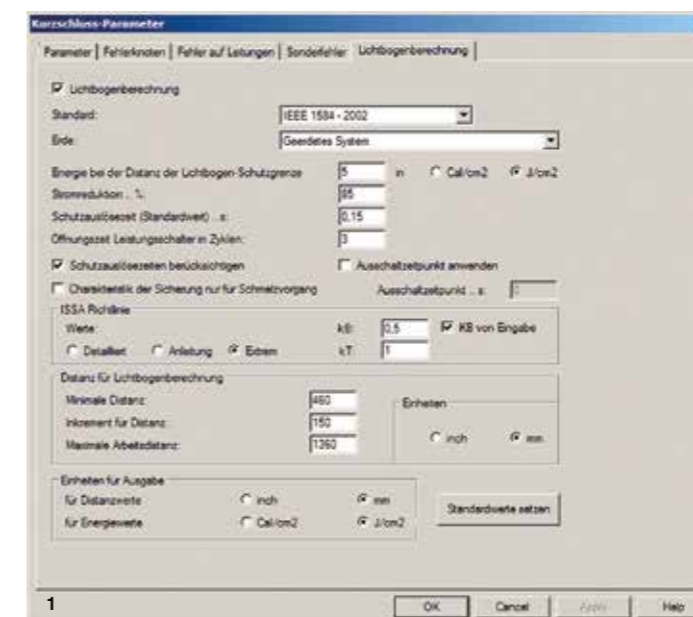 Kurzschluss-Parameter
Parameter | Fehlerknoten | Fehler auf Leitungen | Sonderfehler | Lichtbogenberechnung
Lichtbogenberechnung
Standard: IEEE 1584 - 2002
Erde: Geerdetes System
Energie bei der Distanz der Lichtbogen-Schutzgrenze 5 in Cal/cm2 J/cm2
Stromreduktion .. %: 85
Schutzauslösezeit (Standardwert) .. s: 0,15
Öffnungszeit Leistungsschalter in Zyklen: 3
Schutzauslösezeiten berücksichtigen Ausschaltzeitpunkt anwenden
Charakteristik der Sicherung nur für Schmelzvorgang Ausschaltzeitpunkt .. s:
ISSA Richtlinie
Werte: kB: 0,5 KB von Eingabe
Detailliert Anleitung Extrem kT: 1
Distanz für Lichtbogenberechnung
Minimale Distanz: 460 Einheiten
Inkrement für Distanz: 150
Maximale Arbeitsdistanz: 1360 inch mm
Einheiten für Ausgabe
für Distanzwerte inch mm
für Energiewerte Cal/cm2 J/cm2 Standardwerte setzen
1 OK Cancel Apply Help